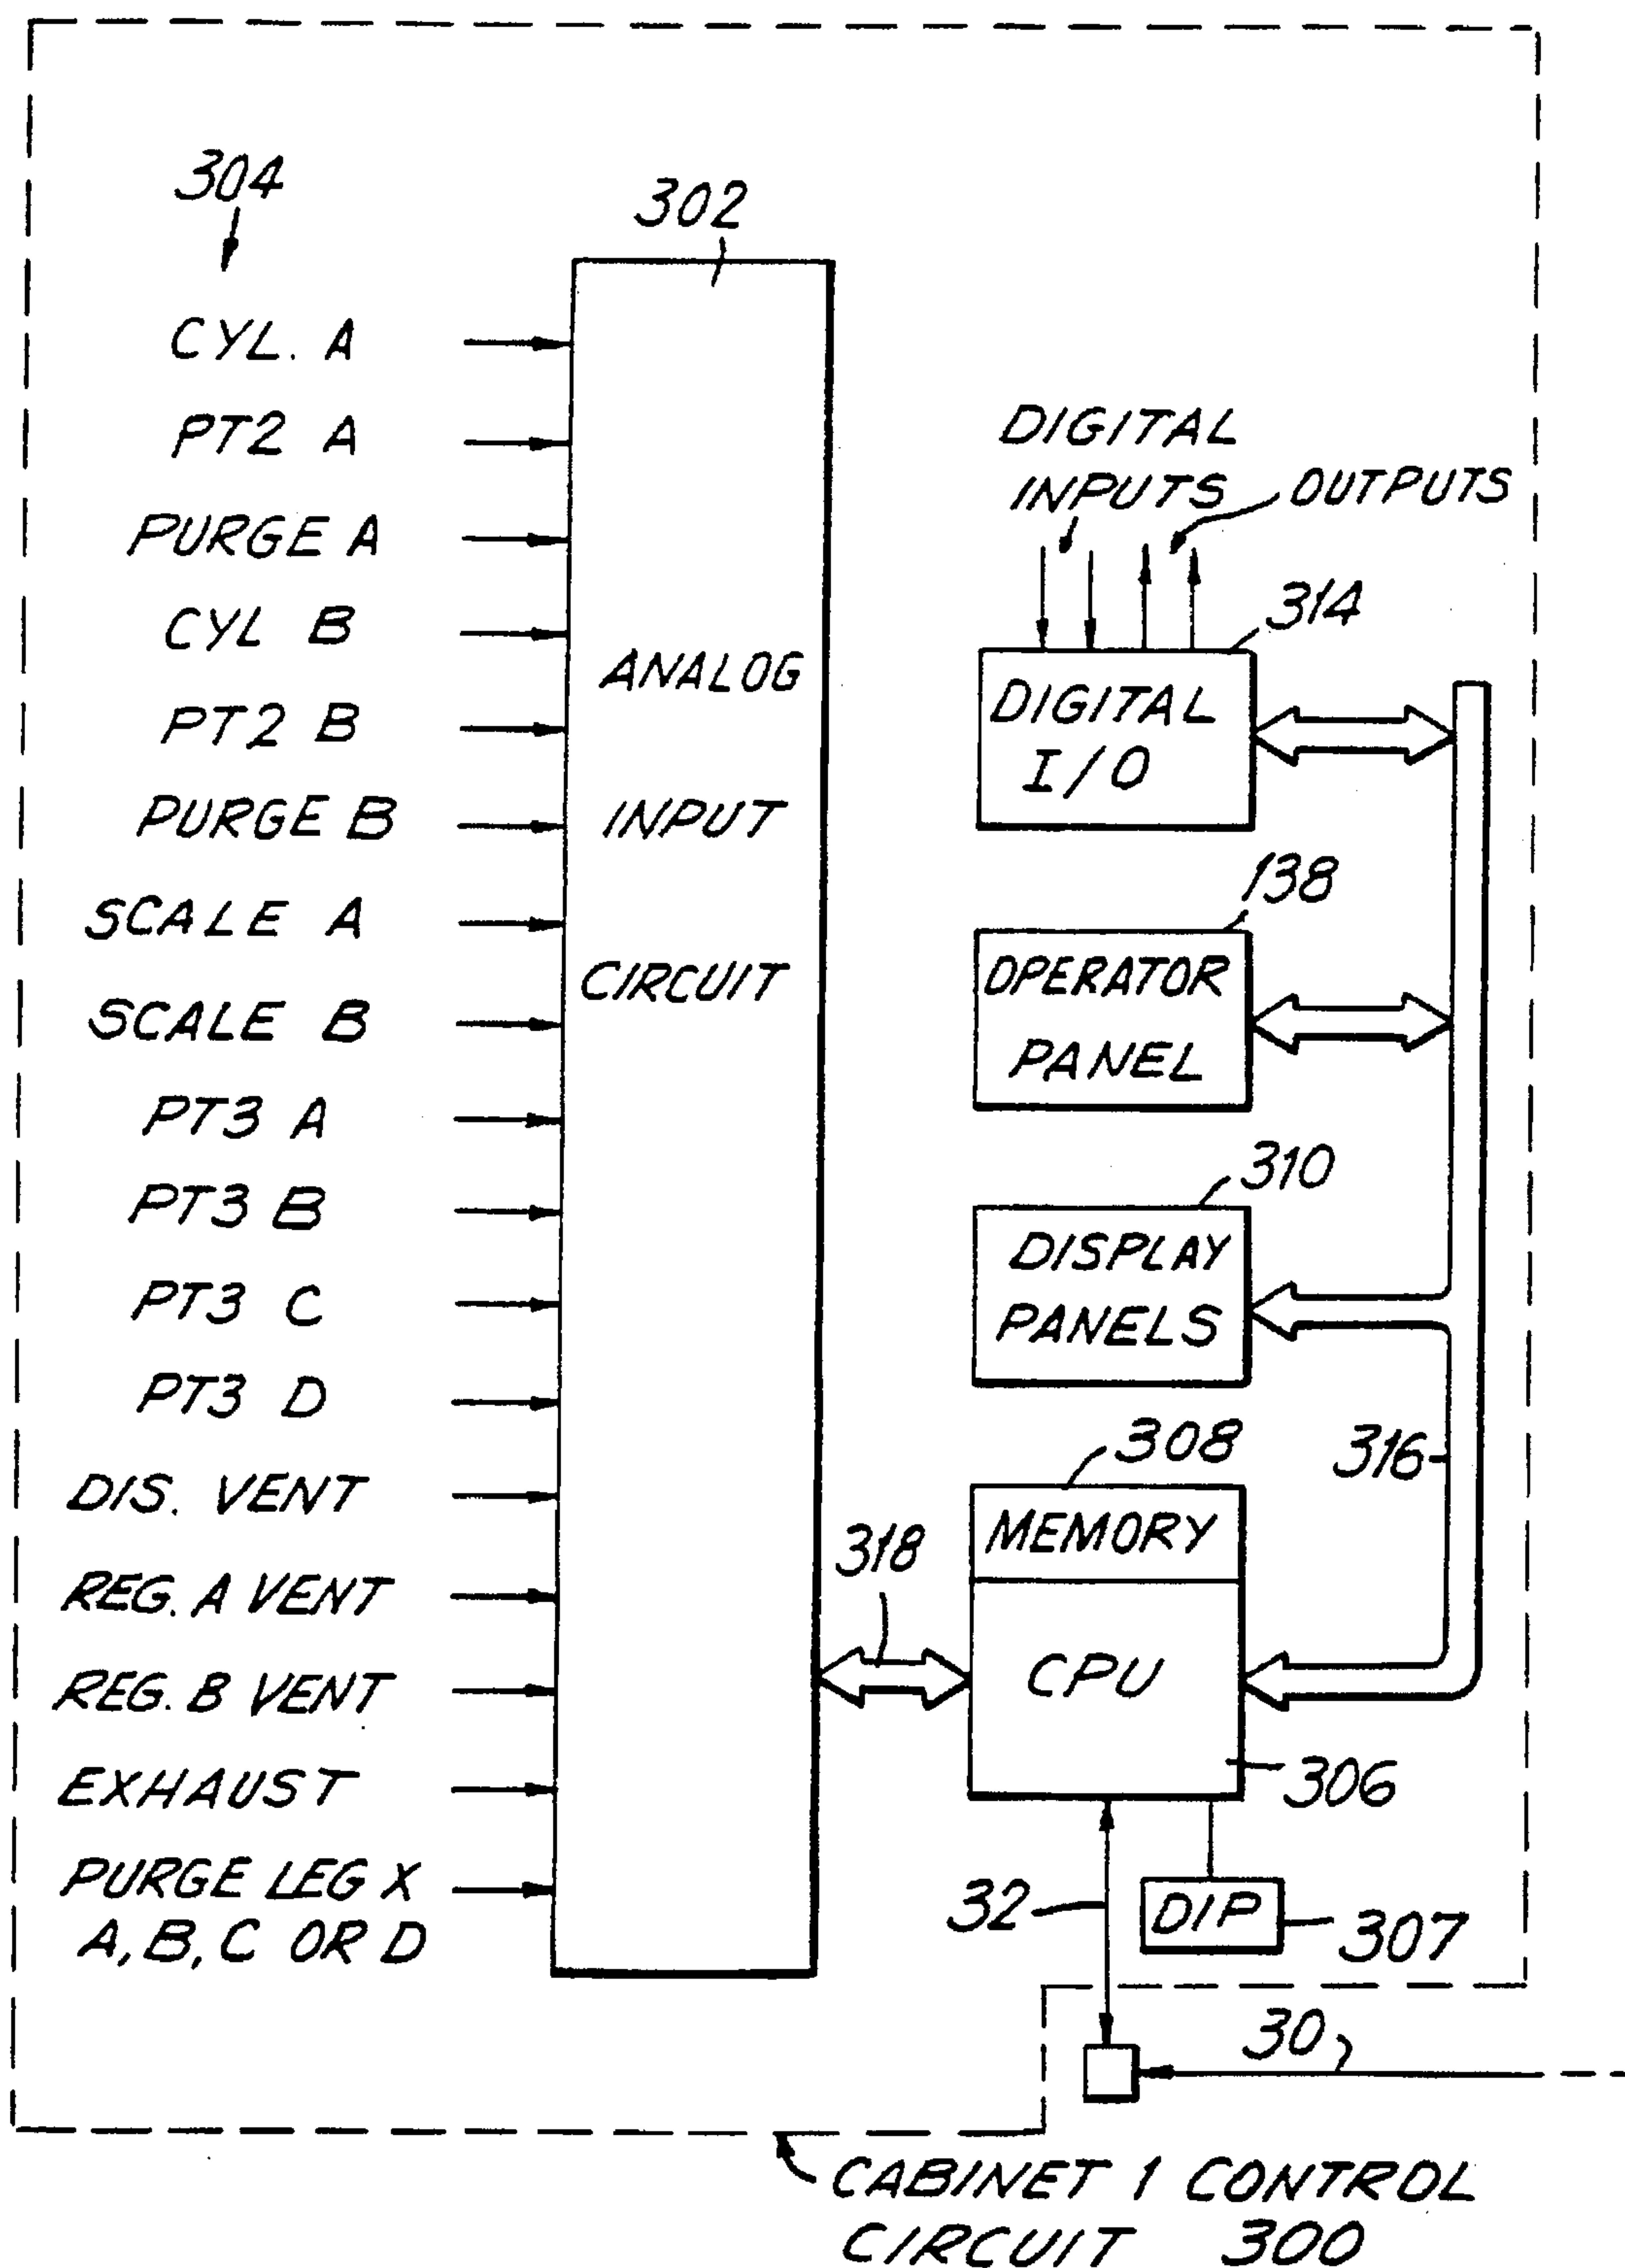 304
302
CYL. A
PT2 A
PURGE A
CYL B
PT2 B
PURGE B
SCALE A
SCALE B
PT3 A
PT3 B
PT3 C
PT3 D
DIS. VENT
REG. A VENT
REG. B VENT
EXHAUST
PURGE LEG X
A, B, C OR D
ANALOG
INPUT
CIRCUIT
DIGITAL
INPUTS
OUTPUTS
314
DIGITAL
I/O
138
OPERATOR
PANEL
310
DISPLAY
PANELS
316
308
MEMORY
318
CPU
306
32
DIP
307
30
CABINET 1 CONTROL
CIRCUIT 300